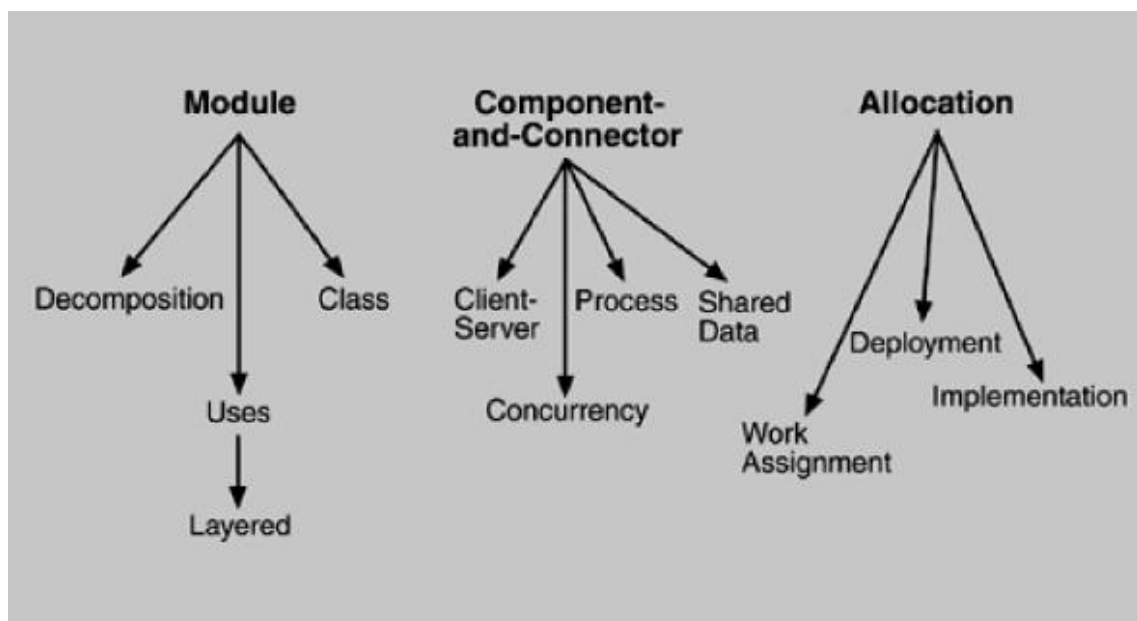 Module
Component-
and-Connector
Allocation
Decomposition
Class
Client-
Server
Process
Shared
Data
Deployment
Implementation
Uses
Concurrency
Work
Assignment
Layered